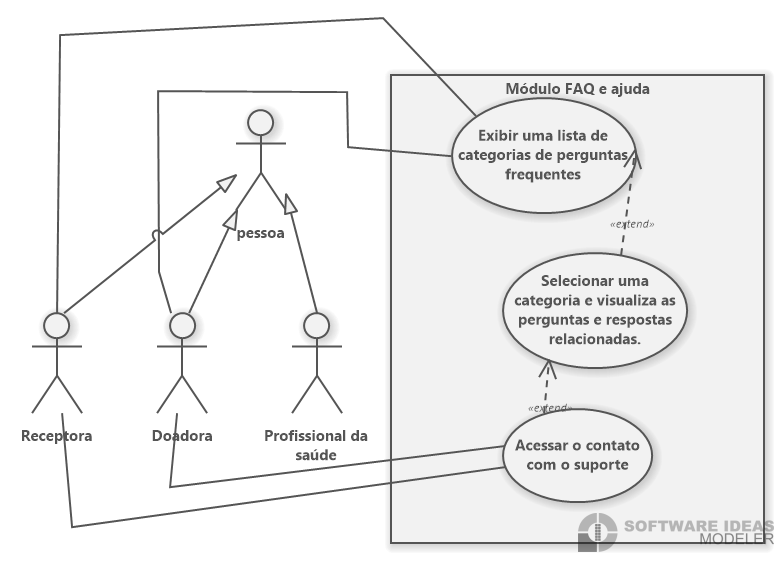 Módulo FAQ e ajuda
Exibir uma lista de
categorias de perguntas
frequentes
«extend»
pessoa
Selecionar uma
categoria e visualiza as
perguntas e respostas
relacionadas.
«extend»
Receptora
Doadora
Profissional da
saúde
Acessar o contato
com o suporte
SOFTWARE IDEAS
MODELER